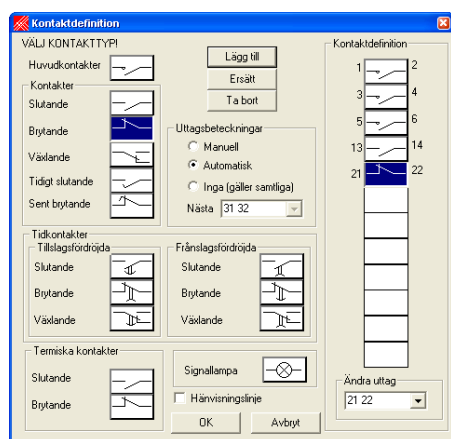 Kontaktdefinition
VÄLJ KONTAKTTYP!
Huvudkontakter
Kontakter
Slutande
Brytande
Växlande
Tidigt slutande
Sent brytande
Lägg till
Ersätt
Ta bort
Uttagsbeteckningar
Manuell
Automatisk
Inga (gäller samtliga)
Nästa 31 32
Tidkontakter
Tillslagsfördröjda
Slutande
Brytande
Växlande
Frånslagsfördröjda
Slutande
Brytande
Växlande
Termiska kontakter
Slutande
Brytande
Signallampa
Hänvisningslinje
OK Avbryt
Kontaktdefinition
1 2
3 4
5 6
13 14
21 22
Ändra uttag
21 22